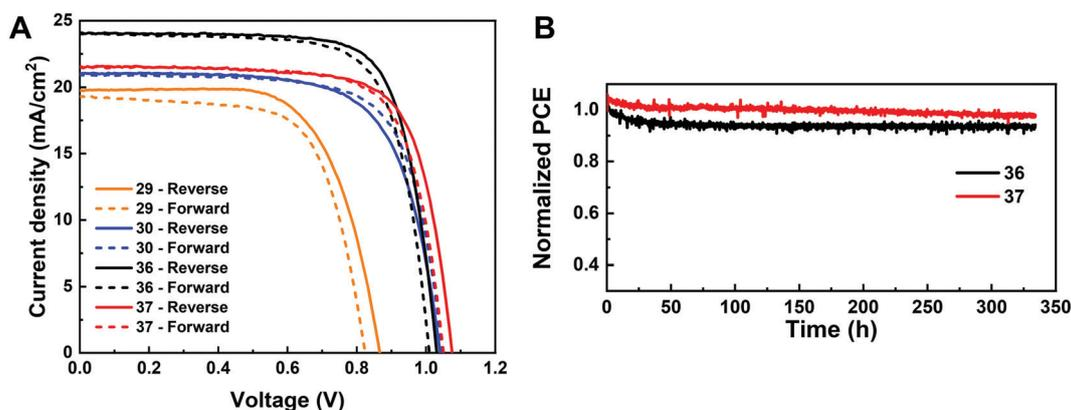 A
Current density (mA/cm²)
25
20
15
10
5
0
29 - Reverse
29 - Forward
30 - Reverse
30 - Forward
36 - Reverse
36 - Forward
37 - Reverse
37 - Forward
0.0 0.2 0.4 0.6 0.8 1.0 1.2
Voltage (V)
B
Normalized PCE
1.0
0.8
0.6
0.4
36
37
0 50 100 150 200 250 300 350
Time (h)